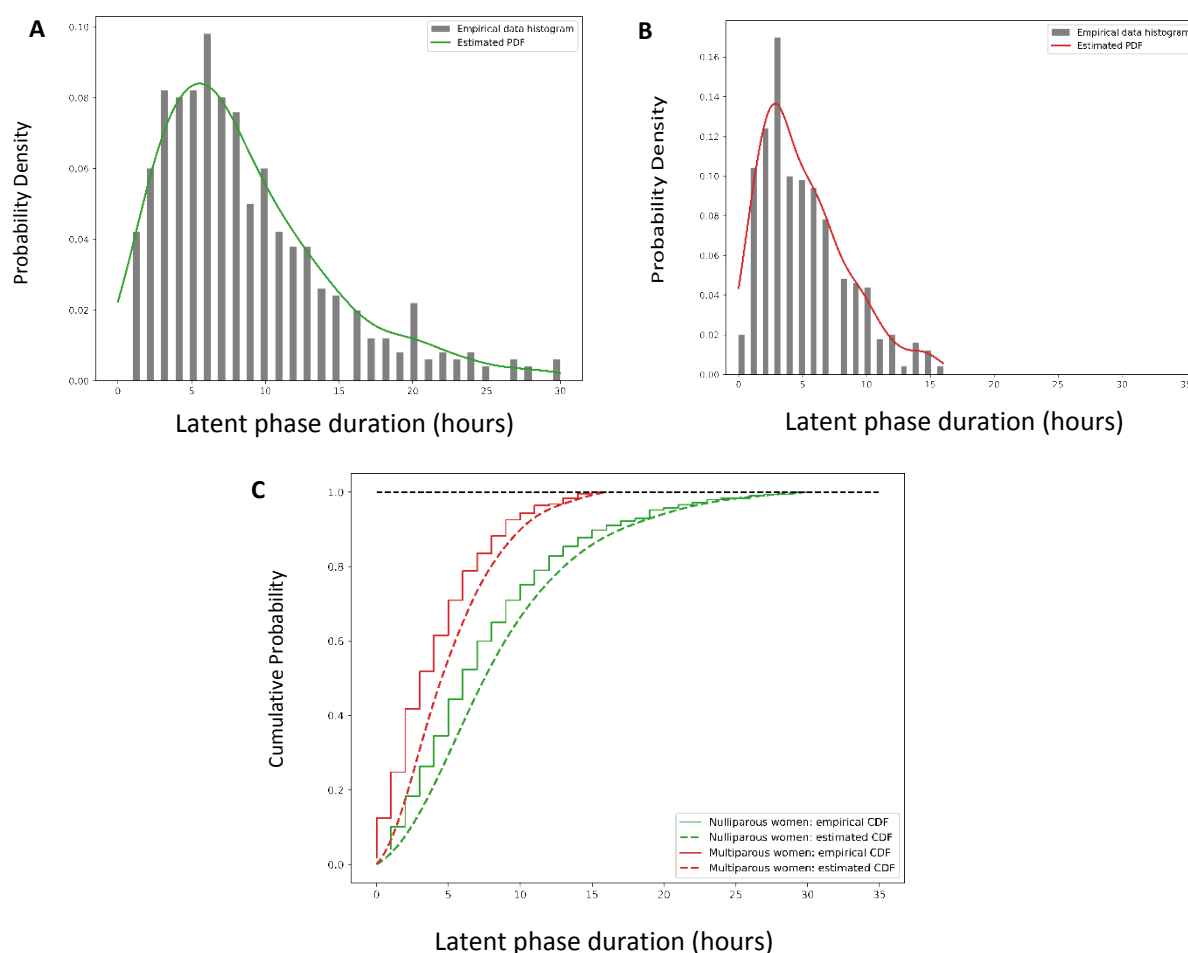 A
Empirical data histogram
Estimated PDF
Probability Density
0.10
0.08
0.06
0.04
0.02
0.00
0 5 10 15 20 25 30
Latent phase duration (hours)
B
Empirical data histogram
Estimated PDF
Probability Density
0.16
0.14
0.12
0.10
0.08
0.06
0.04
0.02
0.00
0 5 10 15 20 25 30 35
Latent phase duration (hours)
C
Cumulative Probability
1.0
0.8
0.6
0.4
0.2
0.0
Nulliparous women: empirical CDF
Nulliparous women: estimated CDF
Multiparous women: empirical CDF
Multiparous women: estimated CDF
0 5 10 15 20 25 30 35
Latent phase duration (hours)